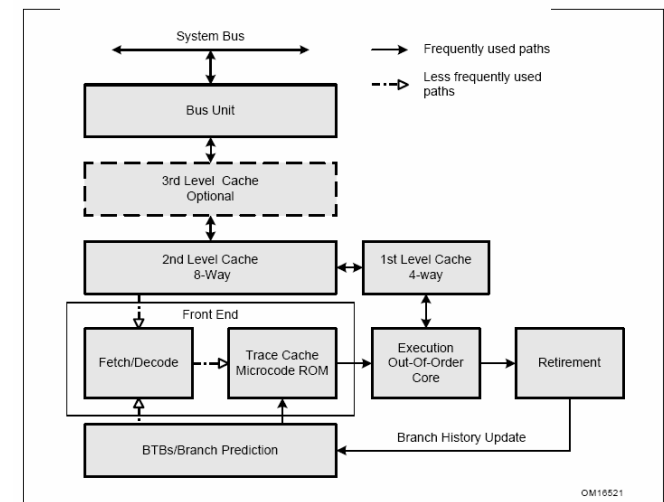 System Bus
Frequently used paths
Less frequently used
paths
Bus Unit
3rd Level Cache
Optional
2nd Level Cache
8-Way
1st Level Cache
4-way
Front End
Fetch/Decode
Trace Cache
Microcode ROM
Execution
Out-Of-Order
Core
Retirement
BTBs/Branch Prediction
Branch History Update
OM16521